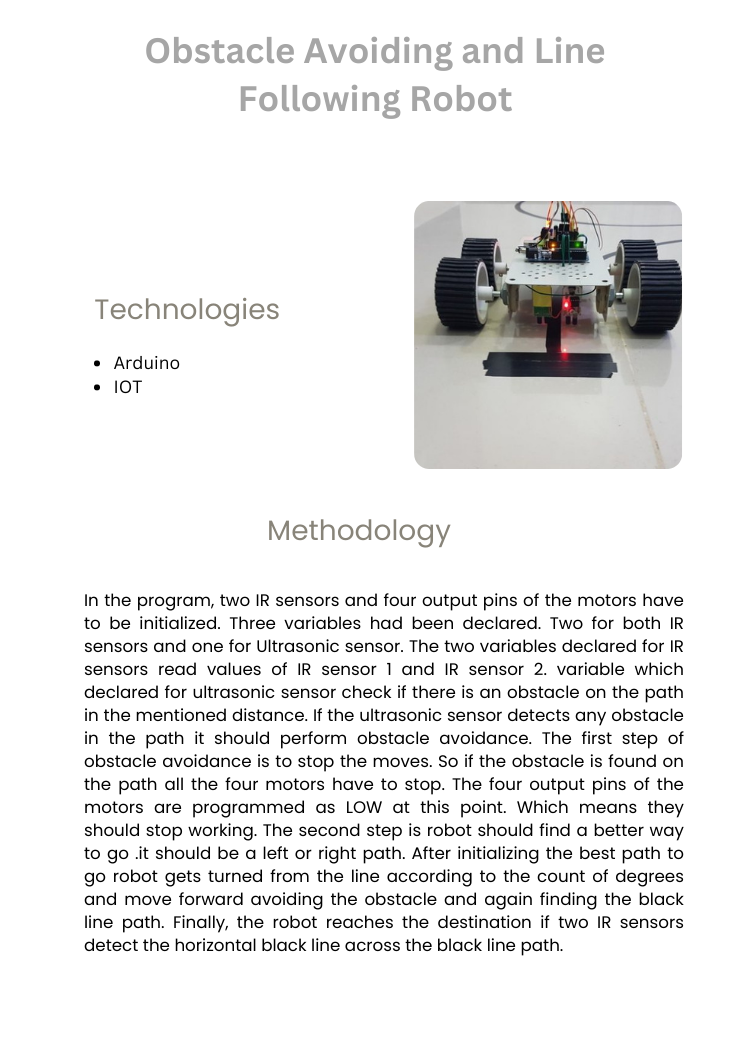 Obstacle Avoiding and Line
Following Robot
Technologies
Arduino
IOT
Methodology
In the program, two IR sensors and four output pins of the motors have
to be initialized. Three variables had been declared. Two for both IR
sensors and one for Ultrasonic sensor. The two variables declared for IR
sensors read values of IR sensor 1 and IR sensor 2. variable which
declared for ultrasonic sensor check if there is an obstacle on the path
in the mentioned distance. If the ultrasonic sensor detects any obstacle
in the path it should perform obstacle avoidance. The first step of
obstacle avoidance is to stop the moves. So if the obstacle is found on
the path all the four motors have to stop. The four output pins of the
motors are programmed as LOW at this point. Which means they
should stop working. The second step is robot should find a better way
to go .it should be a left or right path. After initializing the best path to
go robot gets turned from the line according to the count of degrees
and move forward avoiding the obstacle and again finding the black
line path. Finally, the robot reaches the destination if two IR sensors
detect the horizontal black line across the black line path.